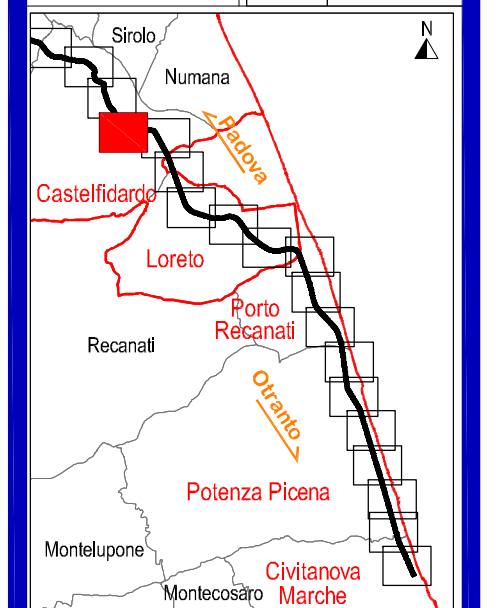 Sirolo
N
Numana
Padova
Castelfidardo
Loreto
Porto
Recanati
Recanati
Otranto
Potenza Picena
Montelupone
Civitanova
Marche
Montecosaro